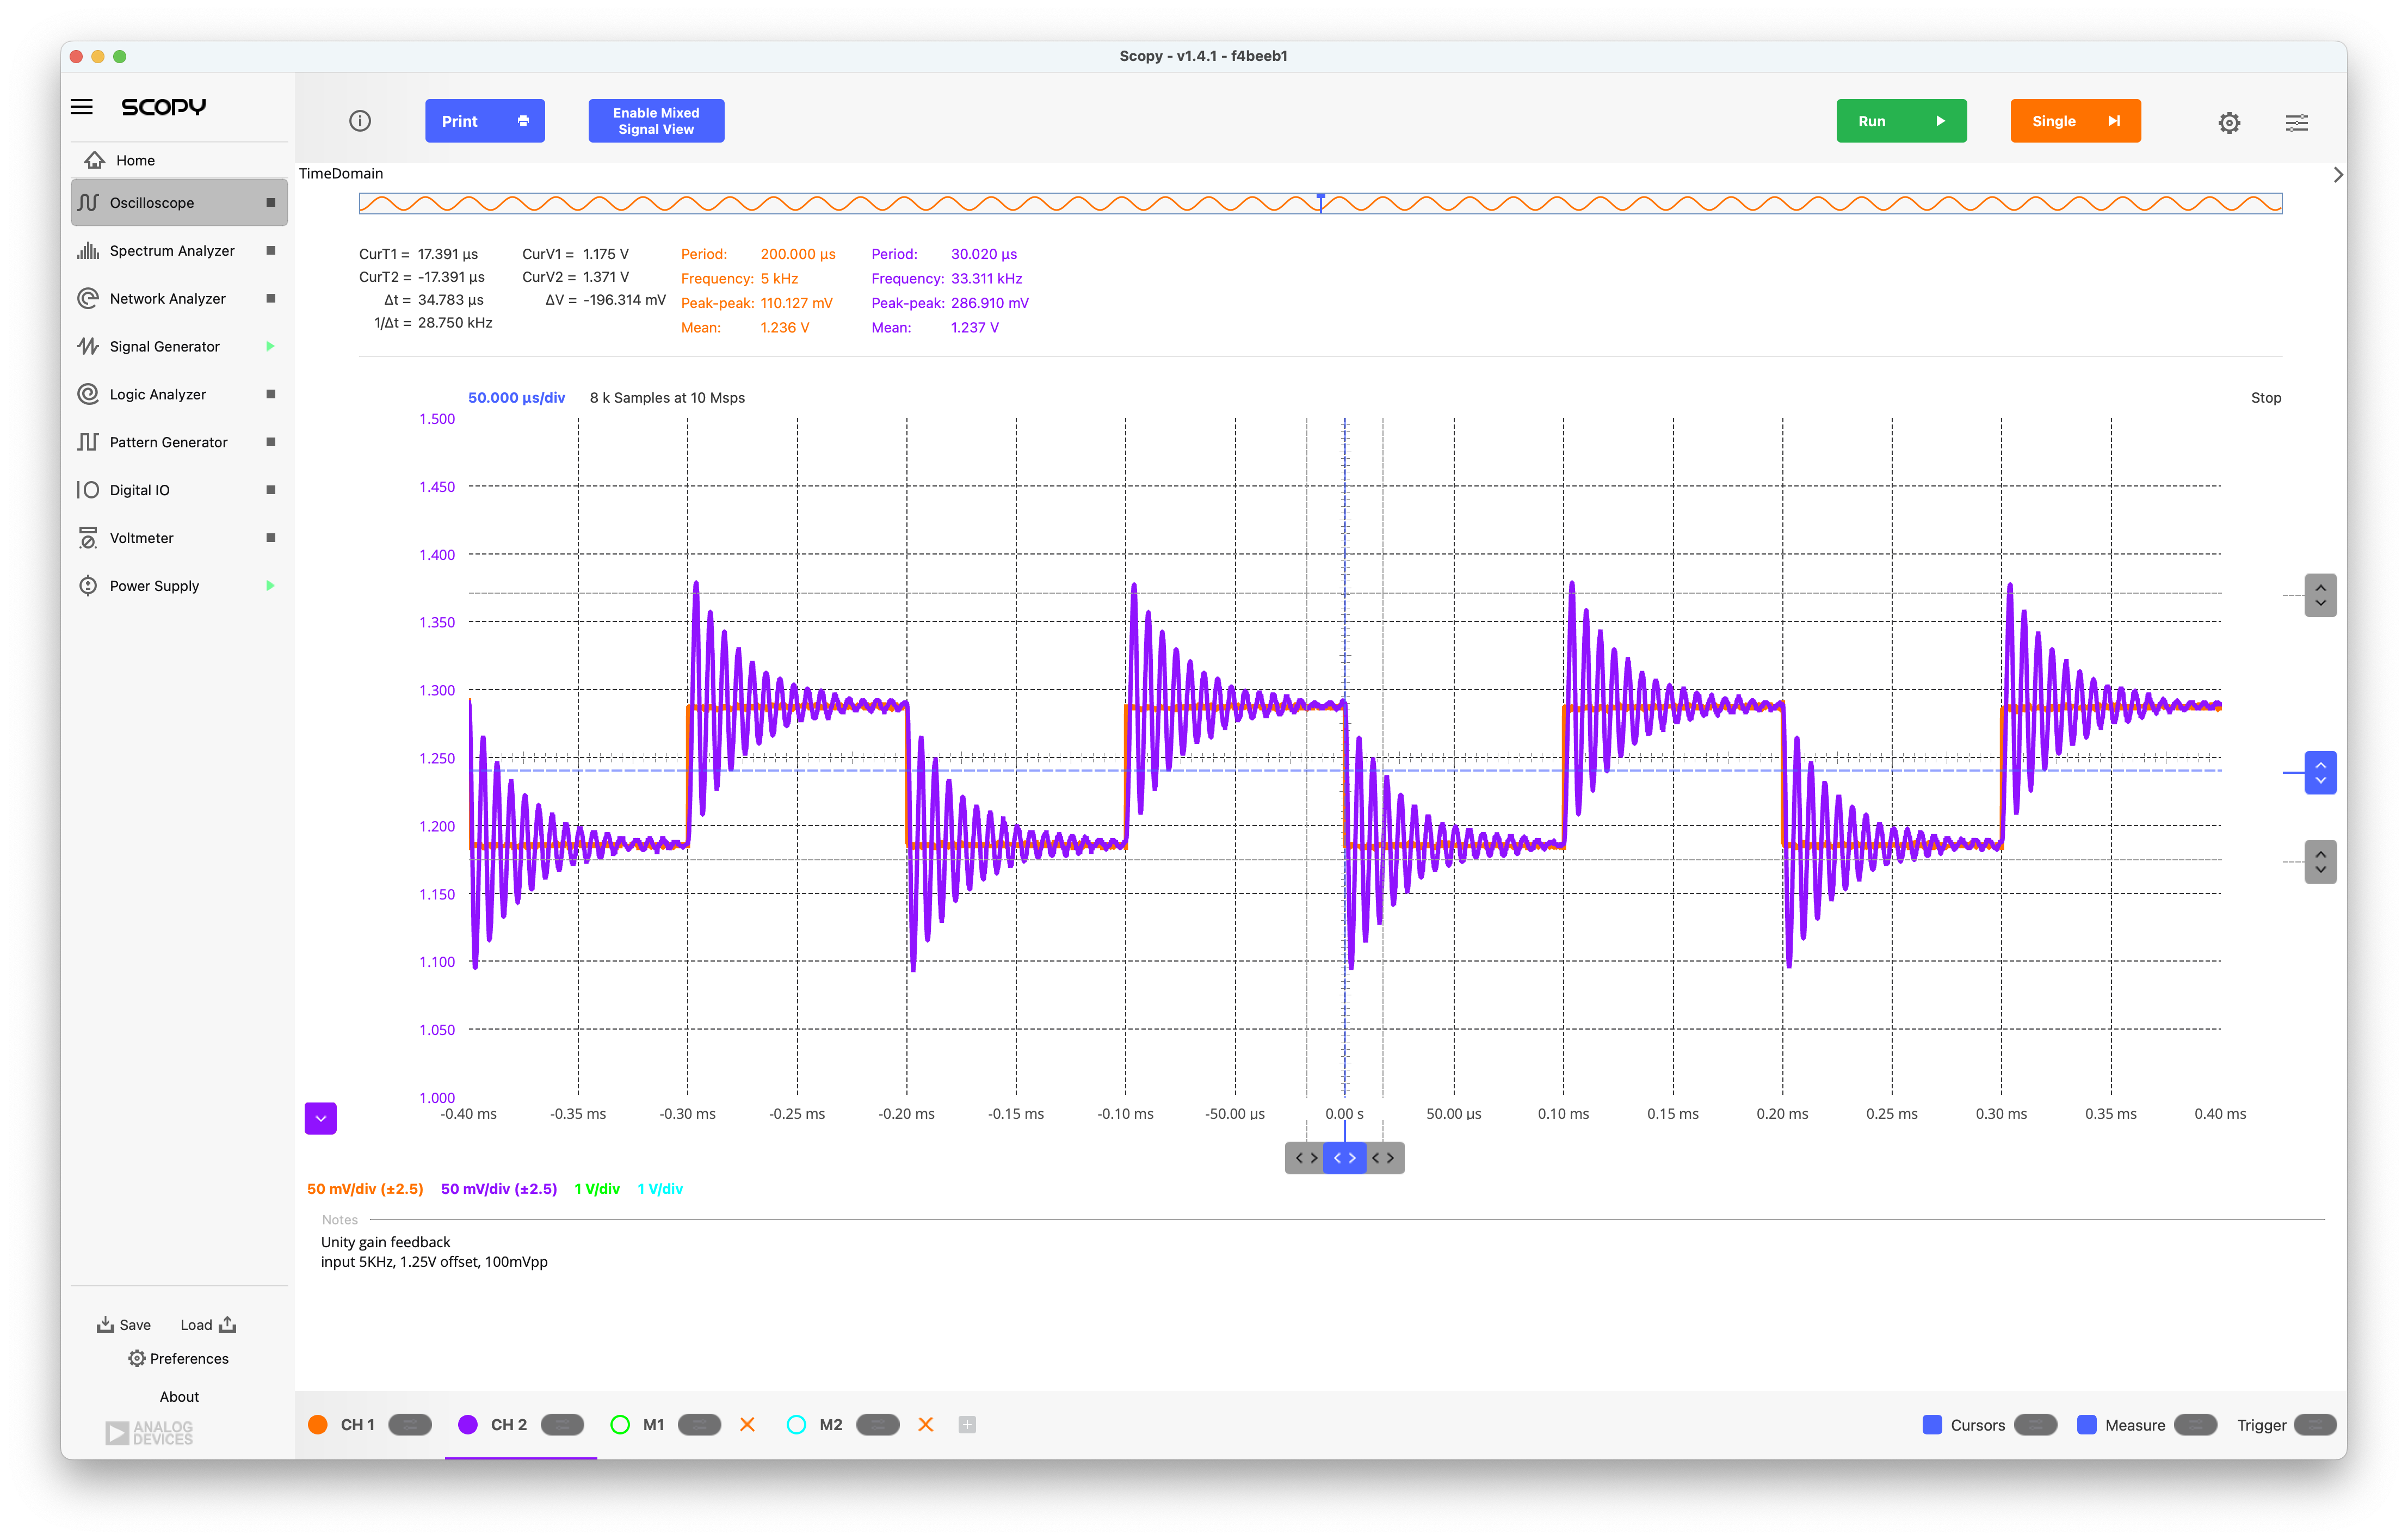 Scopy - v1.4.1 - f4beeb1
SCOPY
Print
Enable Mixed
Signal View
Run
Single
Home
Oscilloscope
Spectrum Analyzer
Network Analyzer
Signal Generator
Logic Analyzer
Pattern Generator
Digital IO
Voltmeter
Power Supply
TimeDomain
CurT1 = 17.391 µs CurV1 = 1.175 V Period: 200.000 µs Period: 30.020 µs
CurT2 = -17.391 µs CurV2 = 1.371 V Frequency: 5 kHz Frequency: 33.311 kHz
Δt = 34.783 µs ΔV = -196.314 mV Peak-peak: 110.127 mV Peak-peak: 286.910 mV
1/Δt = 28.750 kHz Mean: 1.236 V Mean: 1.237 V
50.000 µs/div 8 k Samples at 10 Msps Stop
1.500
1.450
1.400
1.350
1.300
1.250
1.200
1.150
1.100
1.050
1.000
-0.40 ms -0.35 ms -0.30 ms -0.25 ms -0.20 ms -0.15 ms -0.10 ms -50.00 µs 0.00 s 50.00 µs 0.10 ms 0.15 ms 0.20 ms 0.25 ms 0.30 ms 0.35 ms 0.40 ms
50 mV/div (±2.5) 50 mV/div (±2.5) 1 V/div 1 V/div
Notes
Unity gain feedback
input 5KHz, 1.25V offset, 100mVpp
Save Load
Preferences
About
ANALOG
DEVICES
CH 1 CH 2 M1 M2 Cursors Measure Trigger